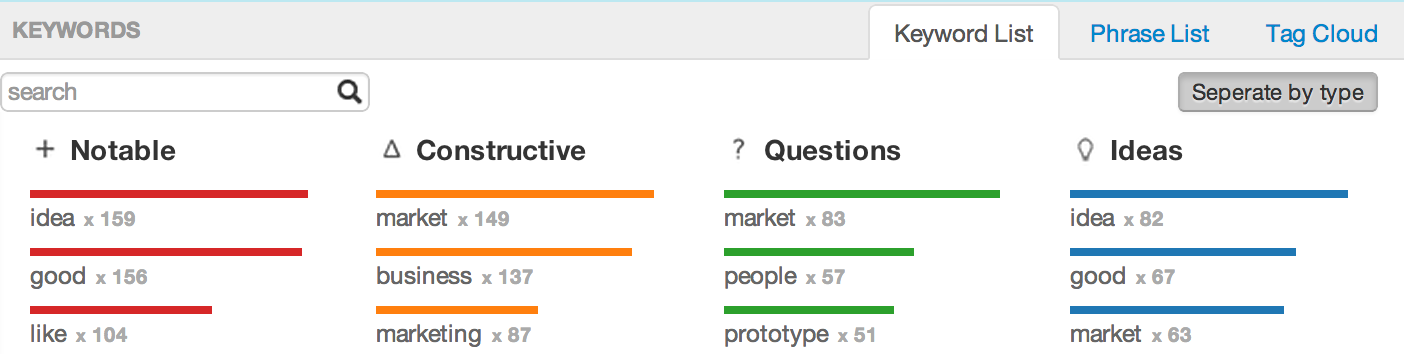 KEYWORDS Keyword List Phrase List Tag Cloud
search Seperate by type
+ Notable Δ Constructive ? Questions Ideas
idea x 159 market x 149 market x 83 idea x 82
good x 156 business x 137 people x 57 good x 67
like x 104 marketing x 87 prototype x 51 market x 63